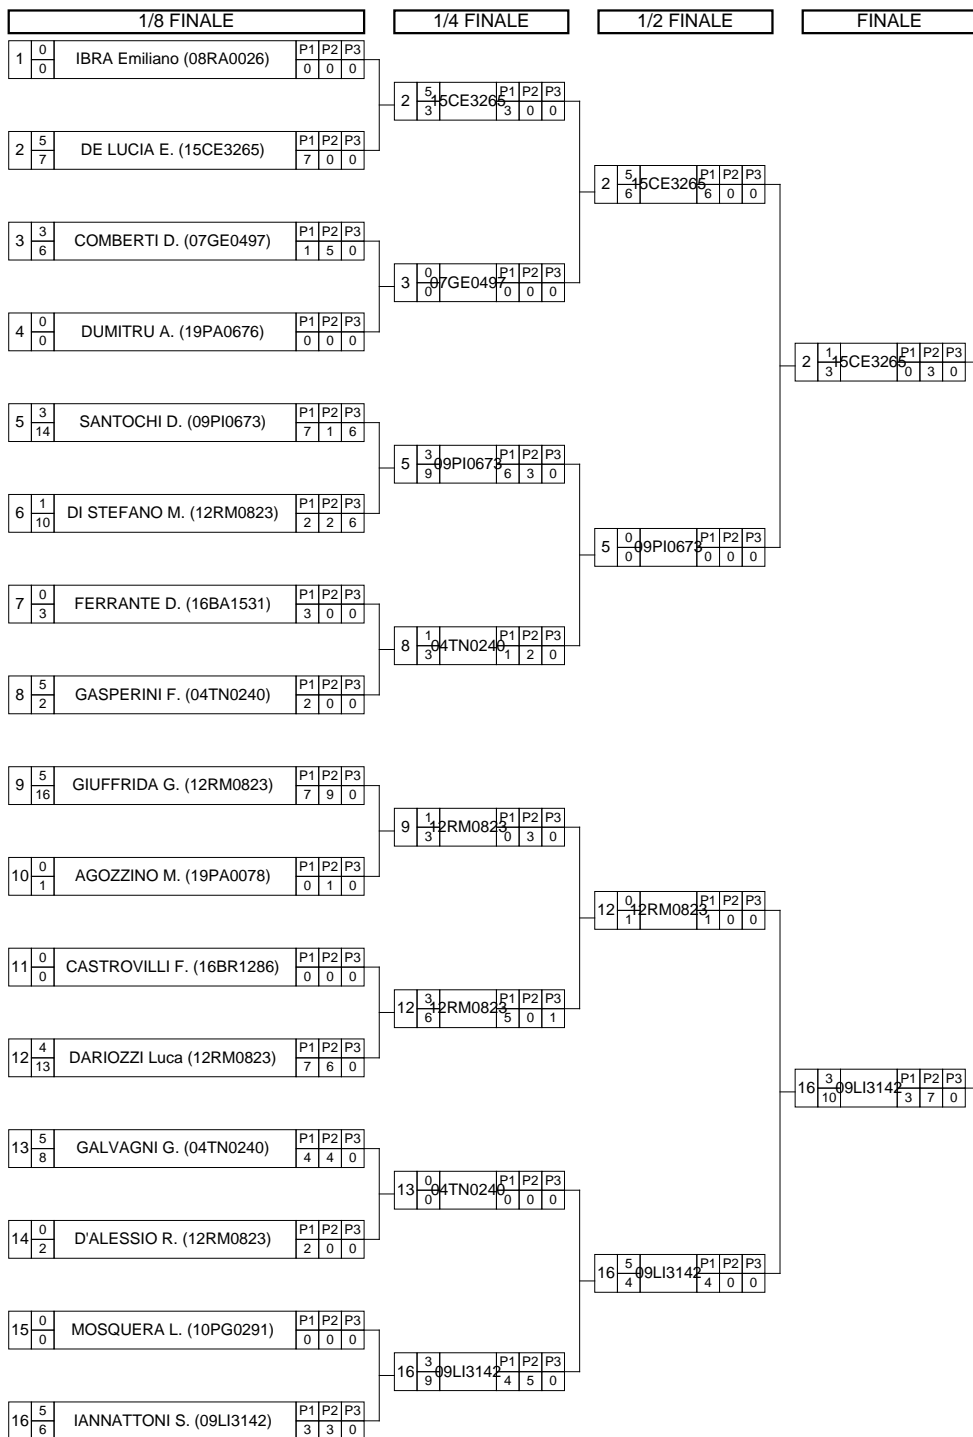 1/8 FINALE
1/4 FINALE
1/2 FINALE
FINALE
1 0 0 IBRA Emiliano (08RA0026) P1 P2 P3 0 0 0
2 5 7 DE LUCIA E. (15CE3265) P1 P2 P3 7 0 0
3 3 6 COMBERTI D. (07GE0497) P1 P2 P3 1 5 0
4 0 0 DUMITRU A. (19PA0676) P1 P2 P3 0 0 0
5 3 14 SANTOCHI D. (09PI0673) P1 P2 P3 7 1 6
6 1 10 DI STEFANO M. (12RM0823) P1 P2 P3 2 2 6
7 0 3 FERRANTE D. (16BA1531) P1 P2 P3 3 0 0
8 5 2 GASPERINI F. (04TN0240) P1 P2 P3 2 0 0
9 5 16 GIUFFRIDA G. (12RM0823) P1 P2 P3 7 9 0
10 0 1 AGOZZINO M. (19PA0078) P1 P2 P3 0 1 0
11 0 0 CASTROVILLI F. (16BR1286) P1 P2 P3 0 0 0
12 4 13 DARIOZZI Luca (12RM0823) P1 P2 P3 7 6 0
13 5 8 GALVAGNI G. (04TN0240) P1 P2 P3 4 4 0
14 0 2 D'ALESSIO R. (12RM0823) P1 P2 P3 2 0 0
15 0 0 MOSQUERA L. (10PG0291) P1 P2 P3 0 0 0
16 5 6 IANNATTONI S. (09LI3142) P1 P2 P3 3 3 0
2 5 3 15CE3265 P1 P2 P3 3 0 0
3 0 0 07GE0497 P1 P2 P3 0 0 0
5 3 9 09PI0673 P1 P2 P3 6 3 0
8 1 3 04TN0240 P1 P2 P3 1 2 0
9 1 3 12RM0823 P1 P2 P3 0 3 0
12 3 6 12RM0823 P1 P2 P3 5 0 1
13 0 0 04TN0240 P1 P2 P3 0 0 0
16 3 9 09LI3142 P1 P2 P3 4 5 0
2 5 6 15CE3265 P1 P2 P3 6 0 0
5 0 0 09PI0673 P1 P2 P3 0 0 0
12 0 1 12RM0823 P1 P2 P3 1 0 0
16 5 4 09LI3142 P1 P2 P3 4 0 0
2 1 3 15CE3265 P1 P2 P3 0 3 0
16 3 10 09LI3142 P1 P2 P3 3 7 0